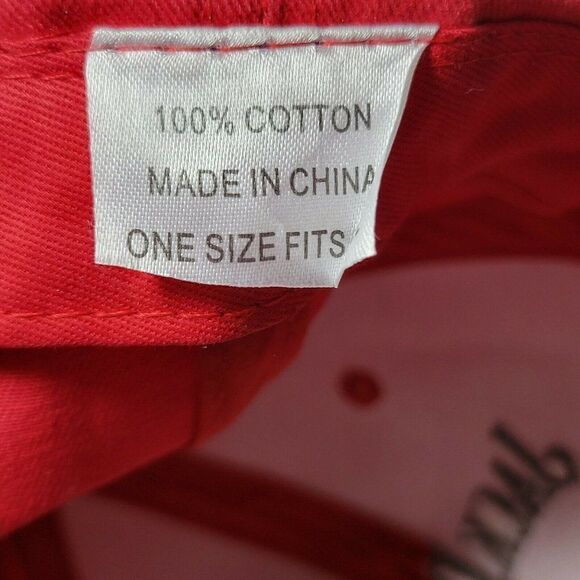 100% COTTON
MADE IN CHINA
ONE SIZE FITS